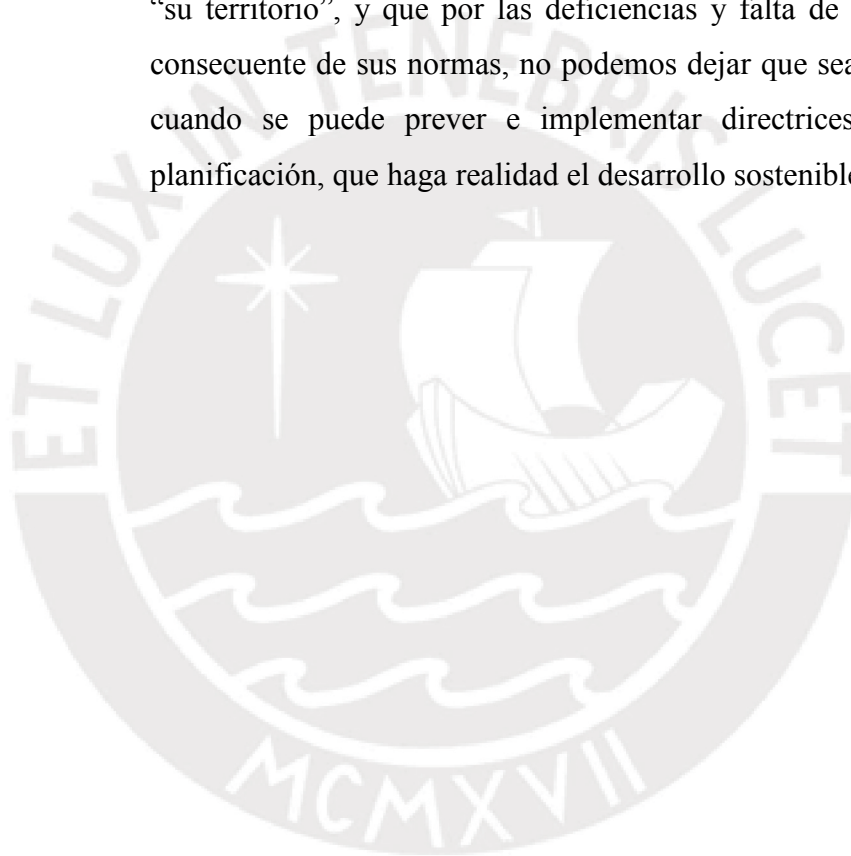 “su territorio”, y que por las deficiencias y falta de
consecuente de sus normas, no podemos dejar que sea
cuando se puede prever e implementar directrices
planificación, que haga realidad el desarrollo sostenible
ET LUX IN TENEBRIS LUCET
MCMXVII